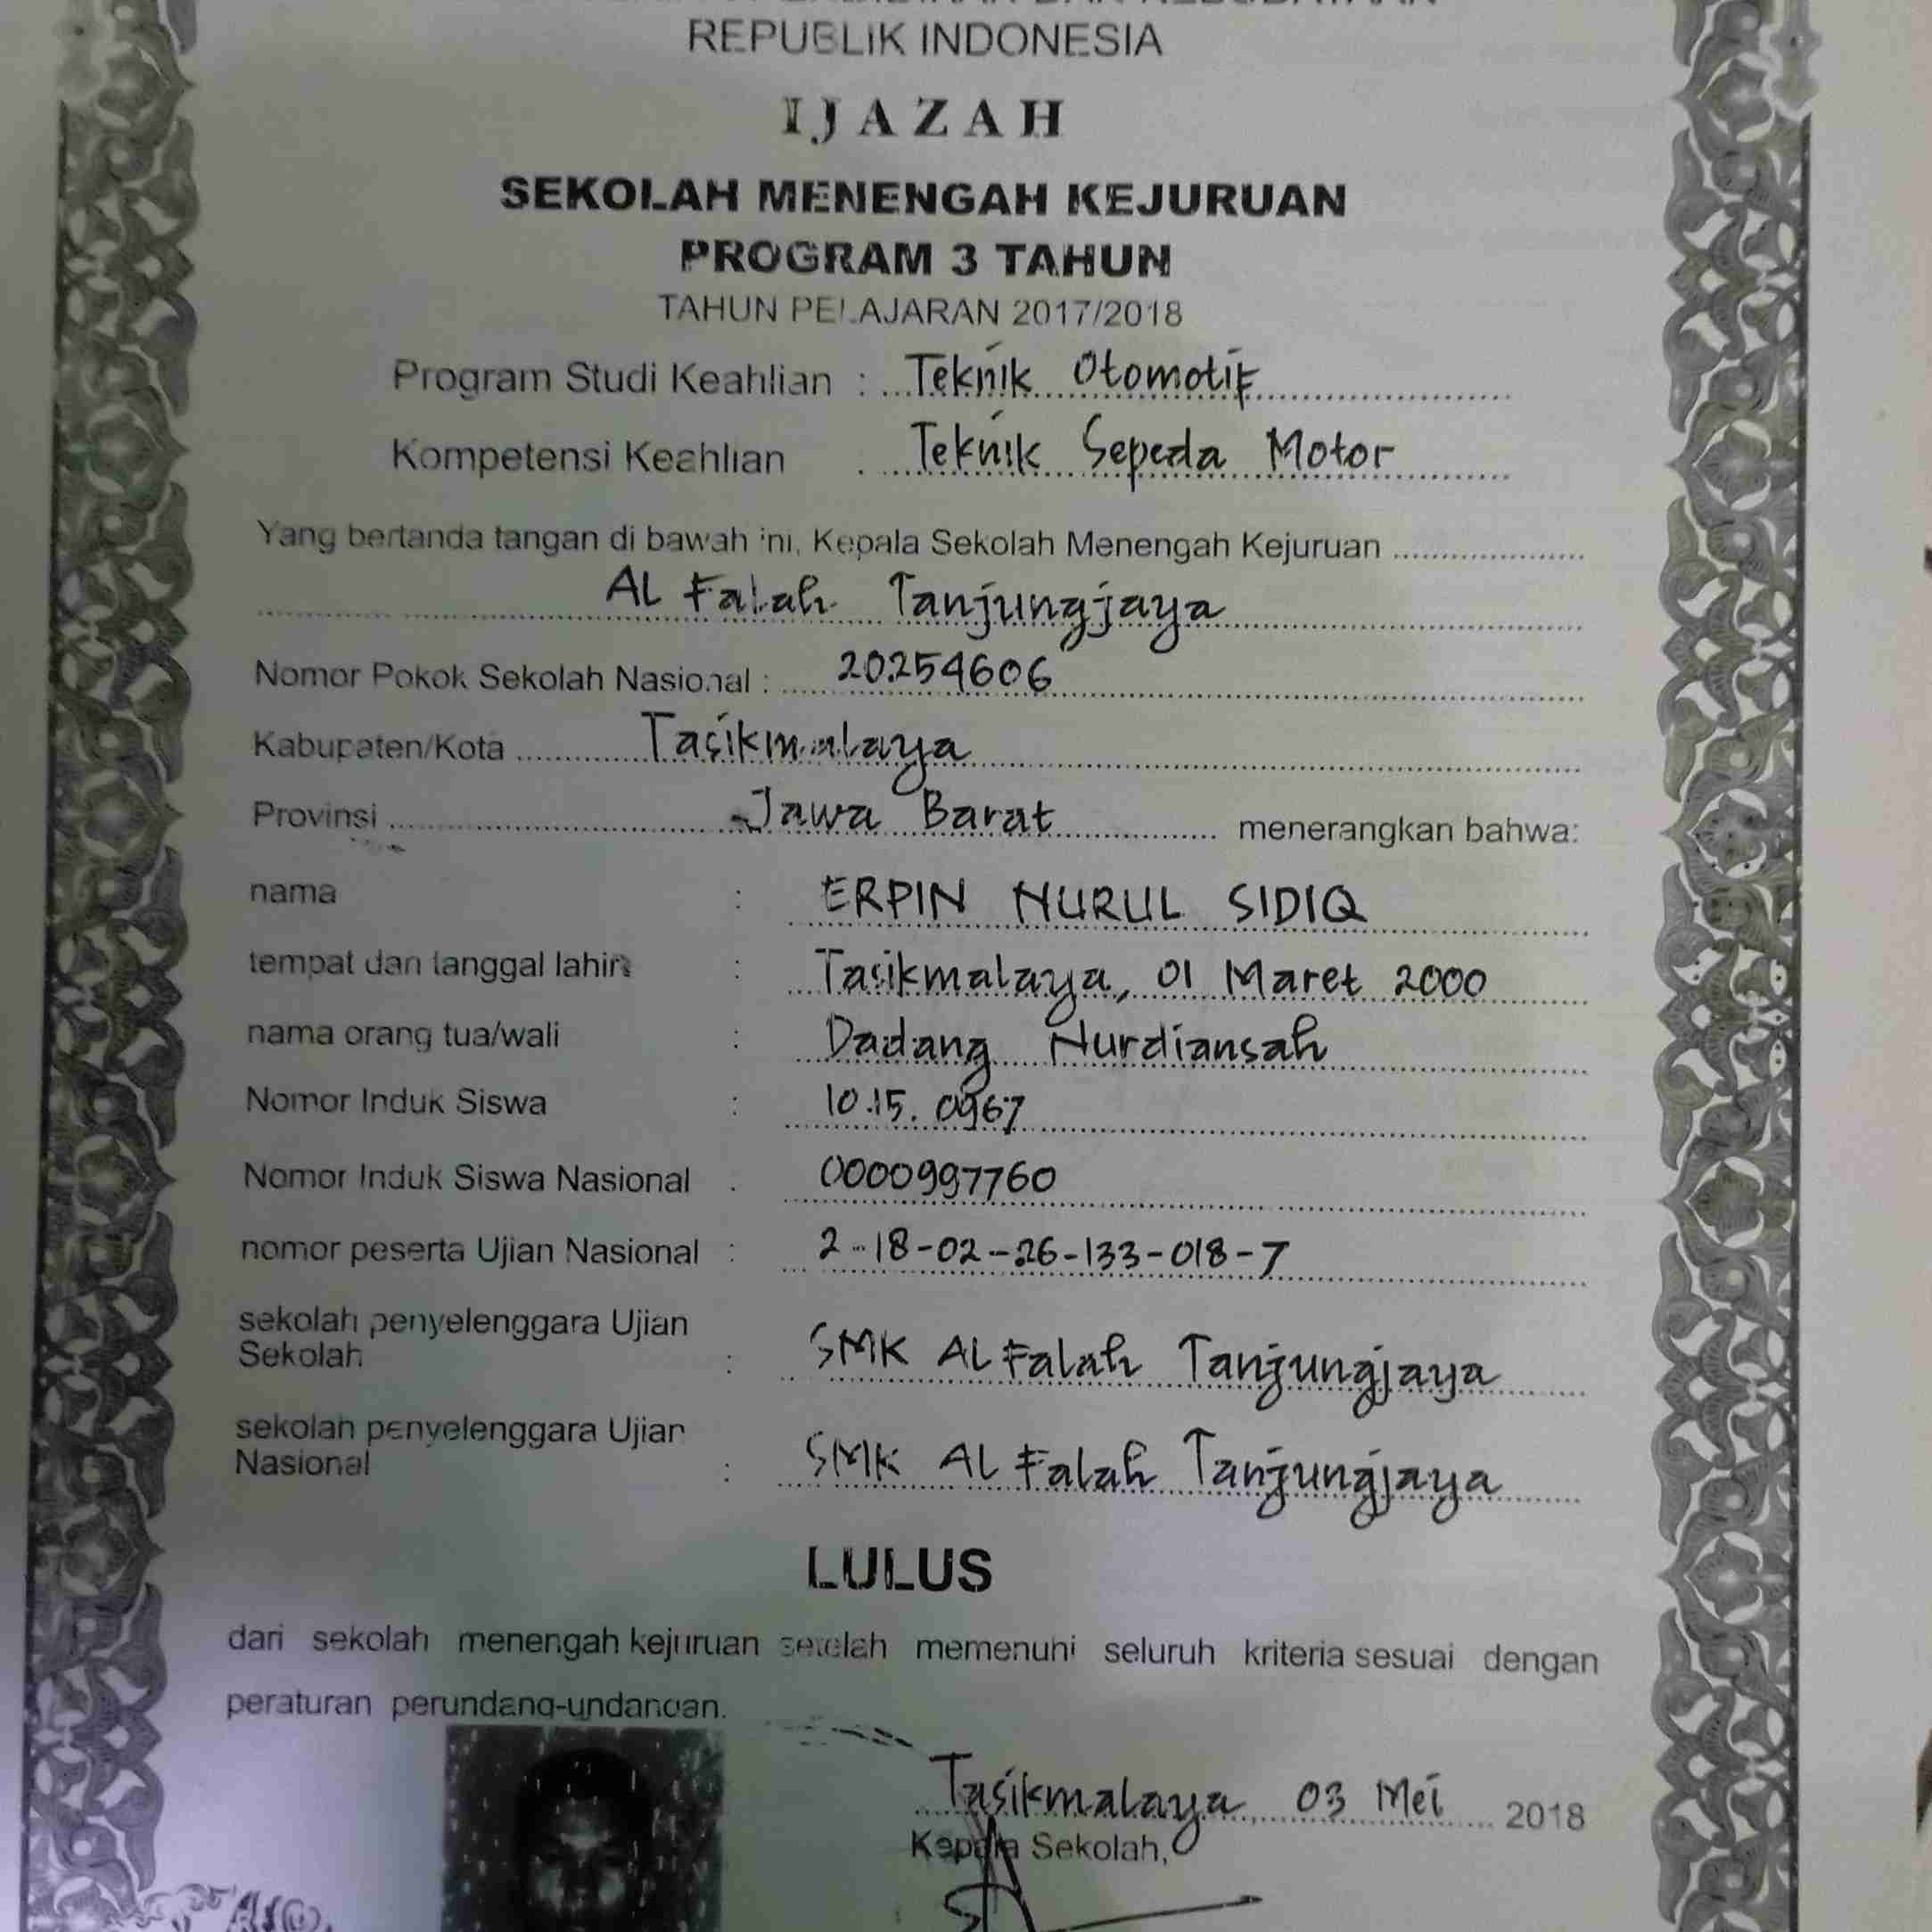 REPUBLIK INDONESIA
IJAZAH
SEKOLAH MENENGAH KEJURUAN
PROGRAM 3 TAHUN
TAHUN PELAJARAN 2017/2018
Program Studi Keahlian : Teknik Otomotif
Kompetensi Keahlian : Teknik Sepeda Motor
Yang bertanda tangan di bawah ini, Kepala Sekolah Menengah Kejuruan
AL Falah Tanjungjaya
Nomor Pokok Sekolah Nasional : 20254606
Kabupaten/Kota Tasikmalaya
Provinsi Jawa Barat menerangkan bahwa:
nama : ERPIN NURUL SIDIQ
tempat dan tanggal lahir : Tasikmalaya, 01 Maret 2000
nama orang tua/wali : Dadang Nurdiansah
Nomor Induk Siswa : 10.15. 0967
Nomor Induk Siswa Nasional : 0000997760
nomor peserta Ujian Nasional : 2-18-02-26-133-018-7
sekolah penyelenggara Ujian
Sekolah : SMK AL Falah Tanjungjaya
sekolah penyelenggara Ujian
Nasional : SMK AL Falah Tanjungjaya
LULUS
dari sekolah menengah kejuruan setelah memenuhi seluruh kriteria sesuai dengan
peraturan perundang-undangan.
Tasikmalaya, 03 Mei 2018
Kepala Sekolah,